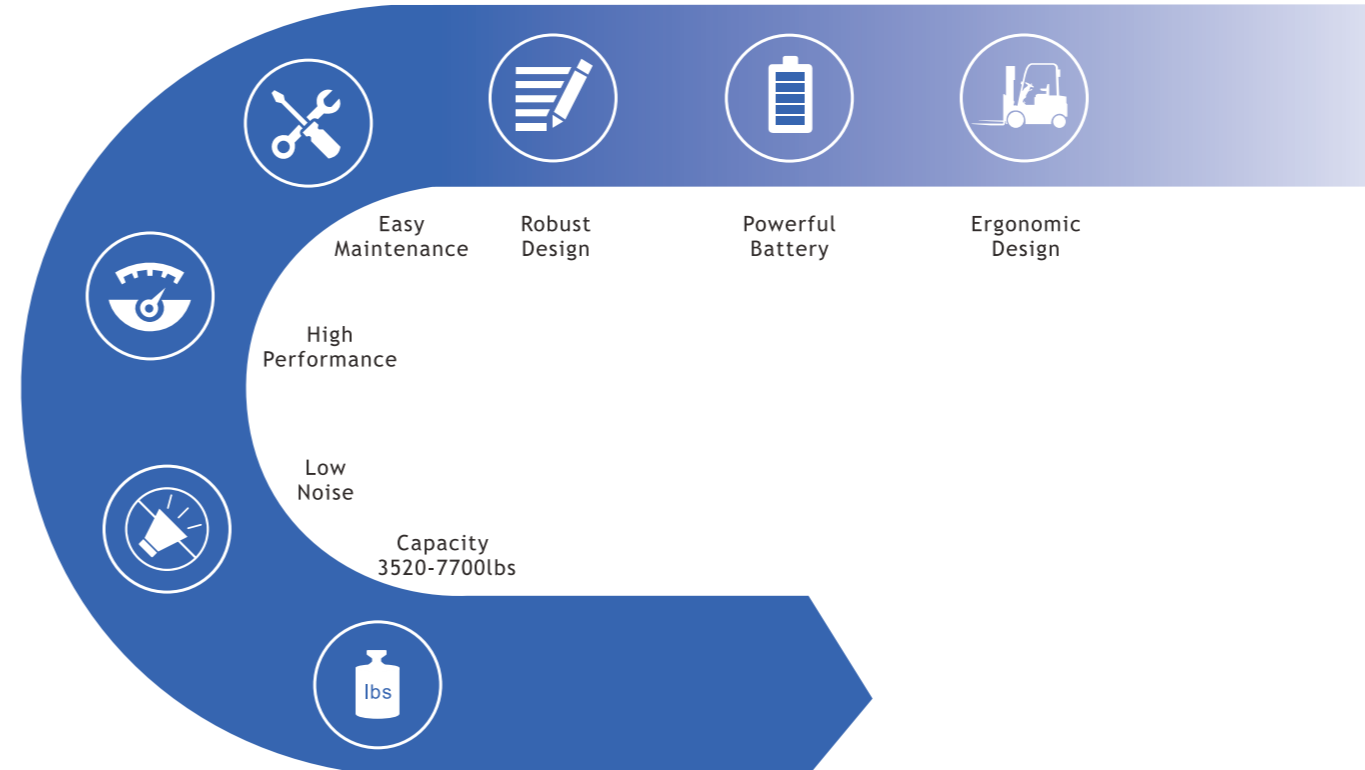 Easy
Maintenance
Robust
Design
Powerful
Battery
Ergonomic
Design
High
Performance
Low
Noise
Capacity
3520-7700lbs
lbs